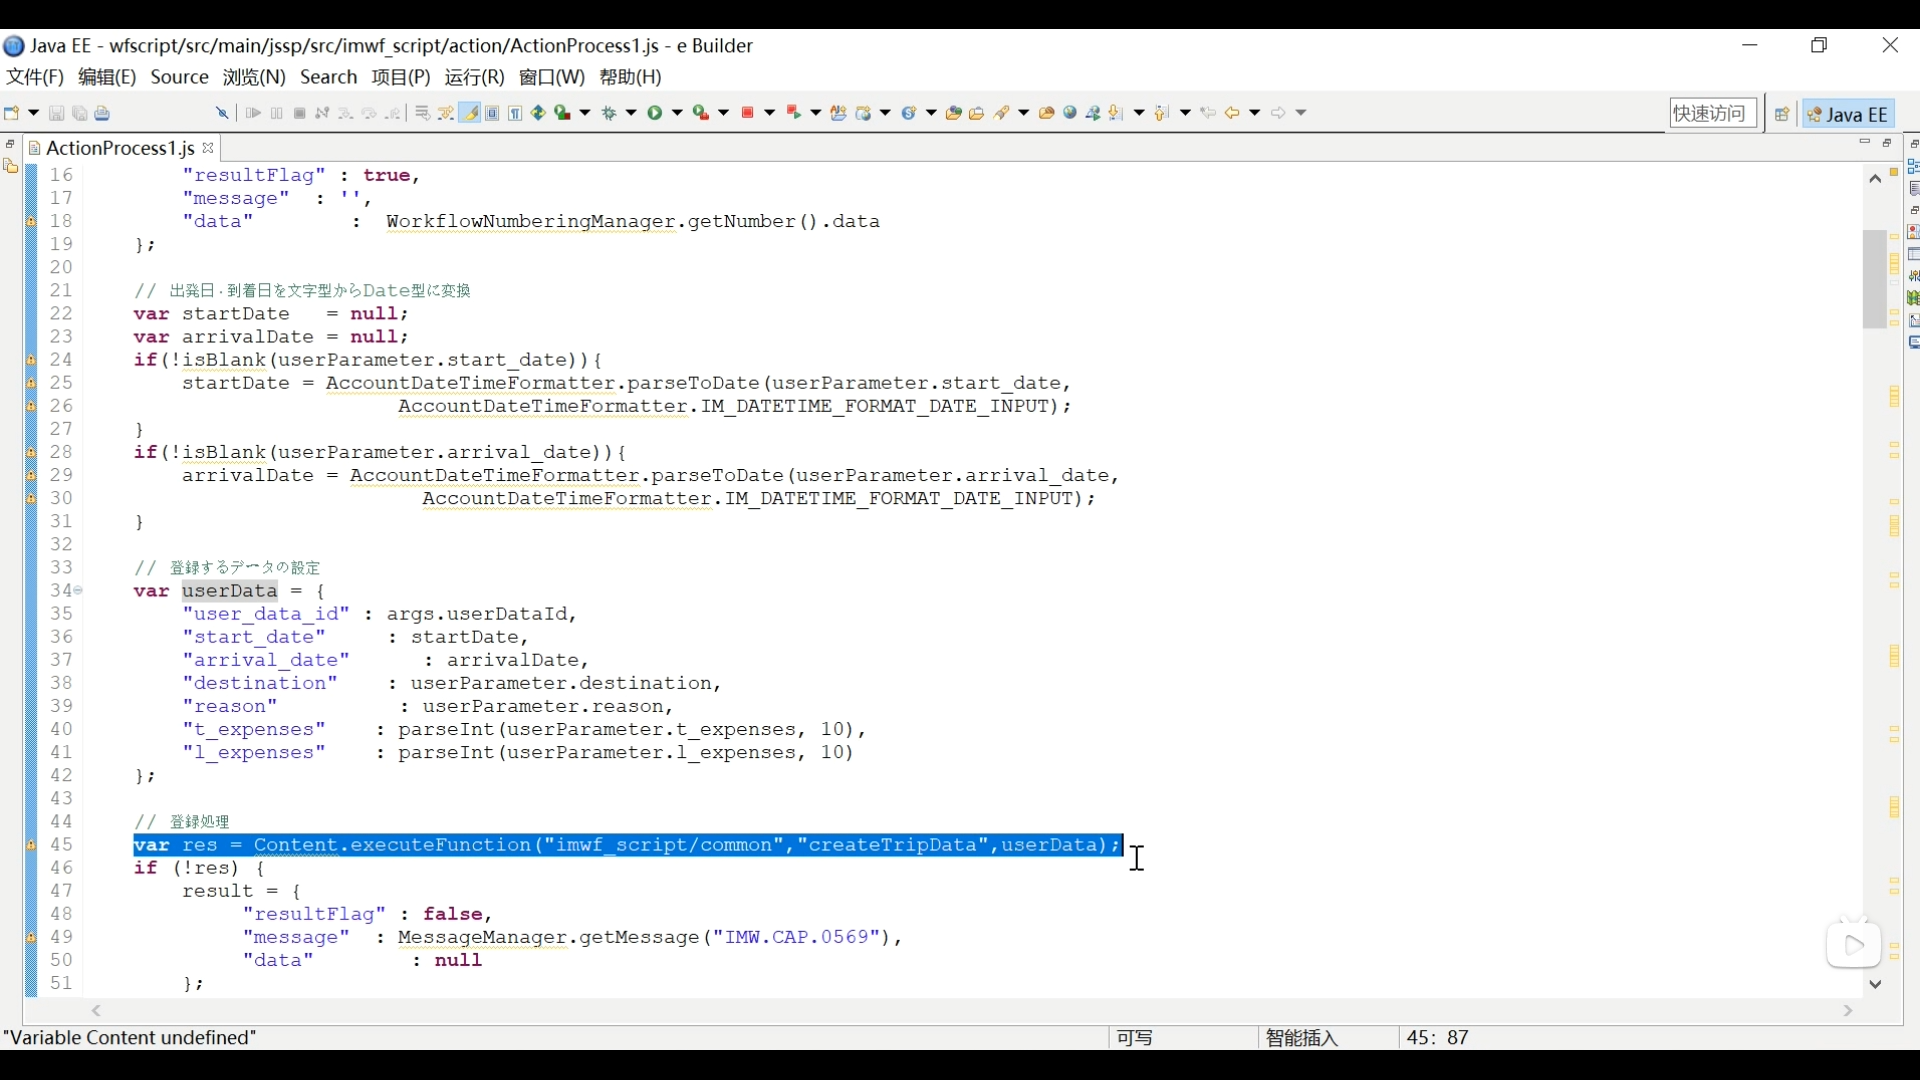 Java EE - wfscript/src/main/jssp/src/imwf_script/action/ActionProcess1.js - e Builder
文件(F) 编辑(E) Source 浏览(N) Search 项目(P) 运行(R) 窗口(W) 帮助(H)
快速访问 Java EE
ActionProcess1.js
16 "resultFlag" : true,
17 "message" : '',
18 "data" : WorkflowNumberingManager.getNumber().data
19 };
20
21 // 出発日・到着日を文字型からDate型に変換
22 var startDate = null;
23 var arrivalDate = null;
24 if(!isBlank(userParameter.start_date)){
25 startDate = AccountDateTimeFormatter.parseToDate(userParameter.start_date,
26 AccountDateTimeFormatter.IM_DATETIME_FORMAT_DATE_INPUT);
27 }
28 if(!isBlank(userParameter.arrival_date)){
29 arrivalDate = AccountDateTimeFormatter.parseToDate(userParameter.arrival_date,
30 AccountDateTimeFormatter.IM_DATETIME_FORMAT_DATE_INPUT);
31 }
32
33 // 登録するデータの設定
34 var userData = {
35 "user_data_id" : args.userDataId,
36 "start_date" : startDate,
37 "arrival_date" : arrivalDate,
38 "destination" : userParameter.destination,
39 "reason" : userParameter.reason,
40 "t_expenses" : parseInt(userParameter.t_expenses, 10),
41 "l_expenses" : parseInt(userParameter.l_expenses, 10)
42 };
43
44 // 登録処理
45 var res = Content.executeFunction("imwf_script/common","createTripData",userData);
46 if (!res) {
47 result = {
48 "resultFlag" : false,
49 "message" : MessageManager.getMessage("IMW.CAP.0569"),
50 "data" : null
51 };
"Variable Content undefined" 可写 智能插入 45: 87